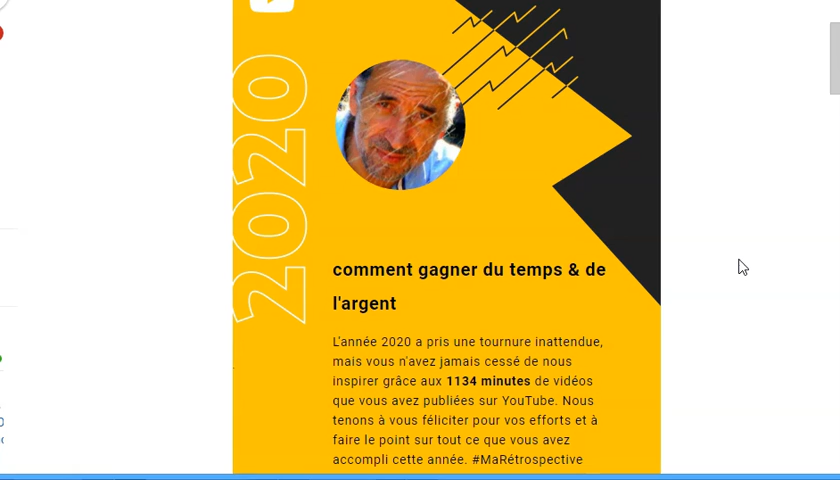 2020
comment gagner du temps & de
l'argent
L'année 2020 a pris une tournure inattendue,
mais vous n'avez jamais cessé de nous
inspirer grâce aux 1134 minutes de vidéos
que vous avez publiées sur YouTube. Nous
tenons à vous féliciter pour vos efforts et à
faire le point sur tout ce que vous avez
accompli cette année. #MaRétrospective